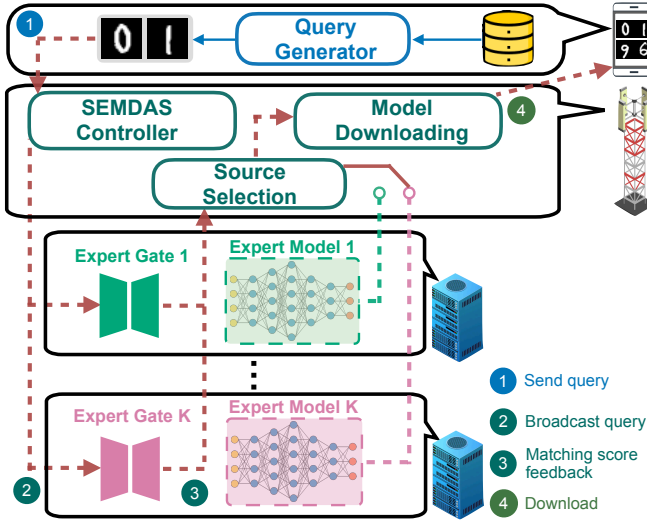 1
0 1
Query
Generator
0 1
9 6
SEMDAS
Controller
Model
Downloading
4
Source
Selection
Expert Gate 1
Expert Model 1
Expert Gate K
Expert Model K
2
3
1 Send query
2 Broadcast query
3 Matching score
feedback
4 Download